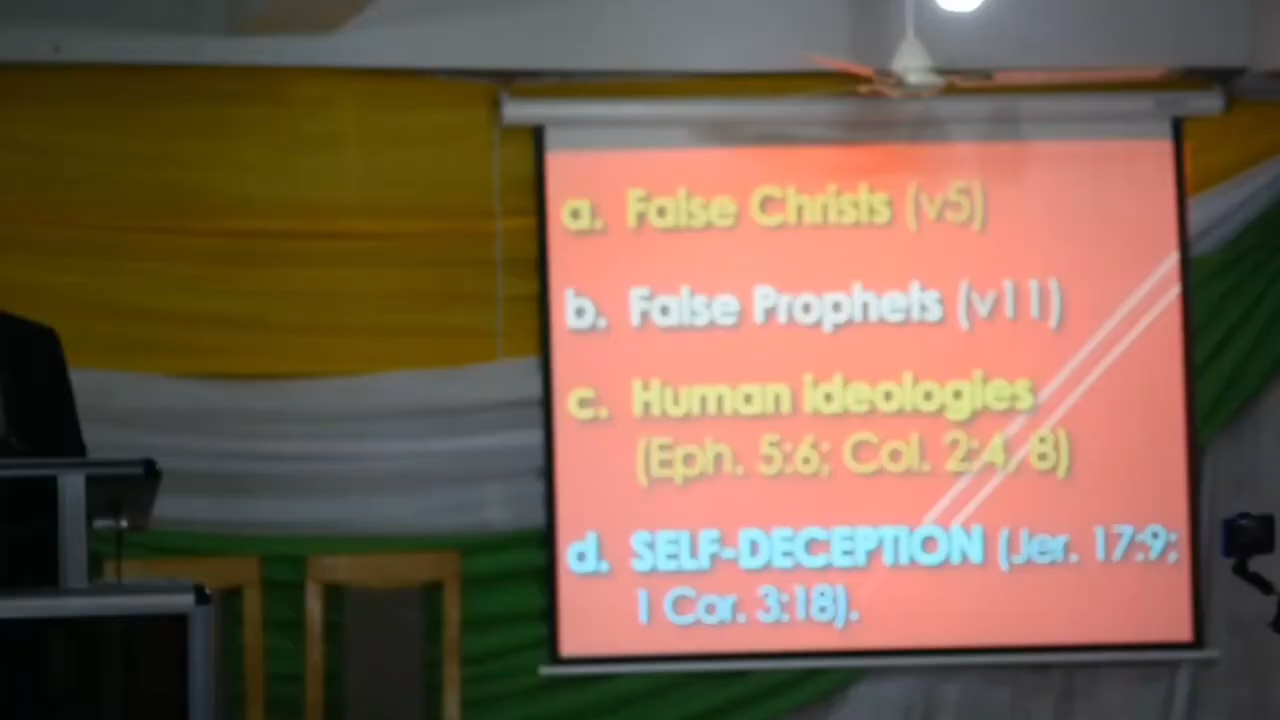 a. False Christs (v5)
b. False Prophets (v11)
c. Human ideologies
(Eph. 5:6; Col. 2:4, 8)
d. SELF-DECEPTION (Jer. 17:9;
1 Cor. 3:18).